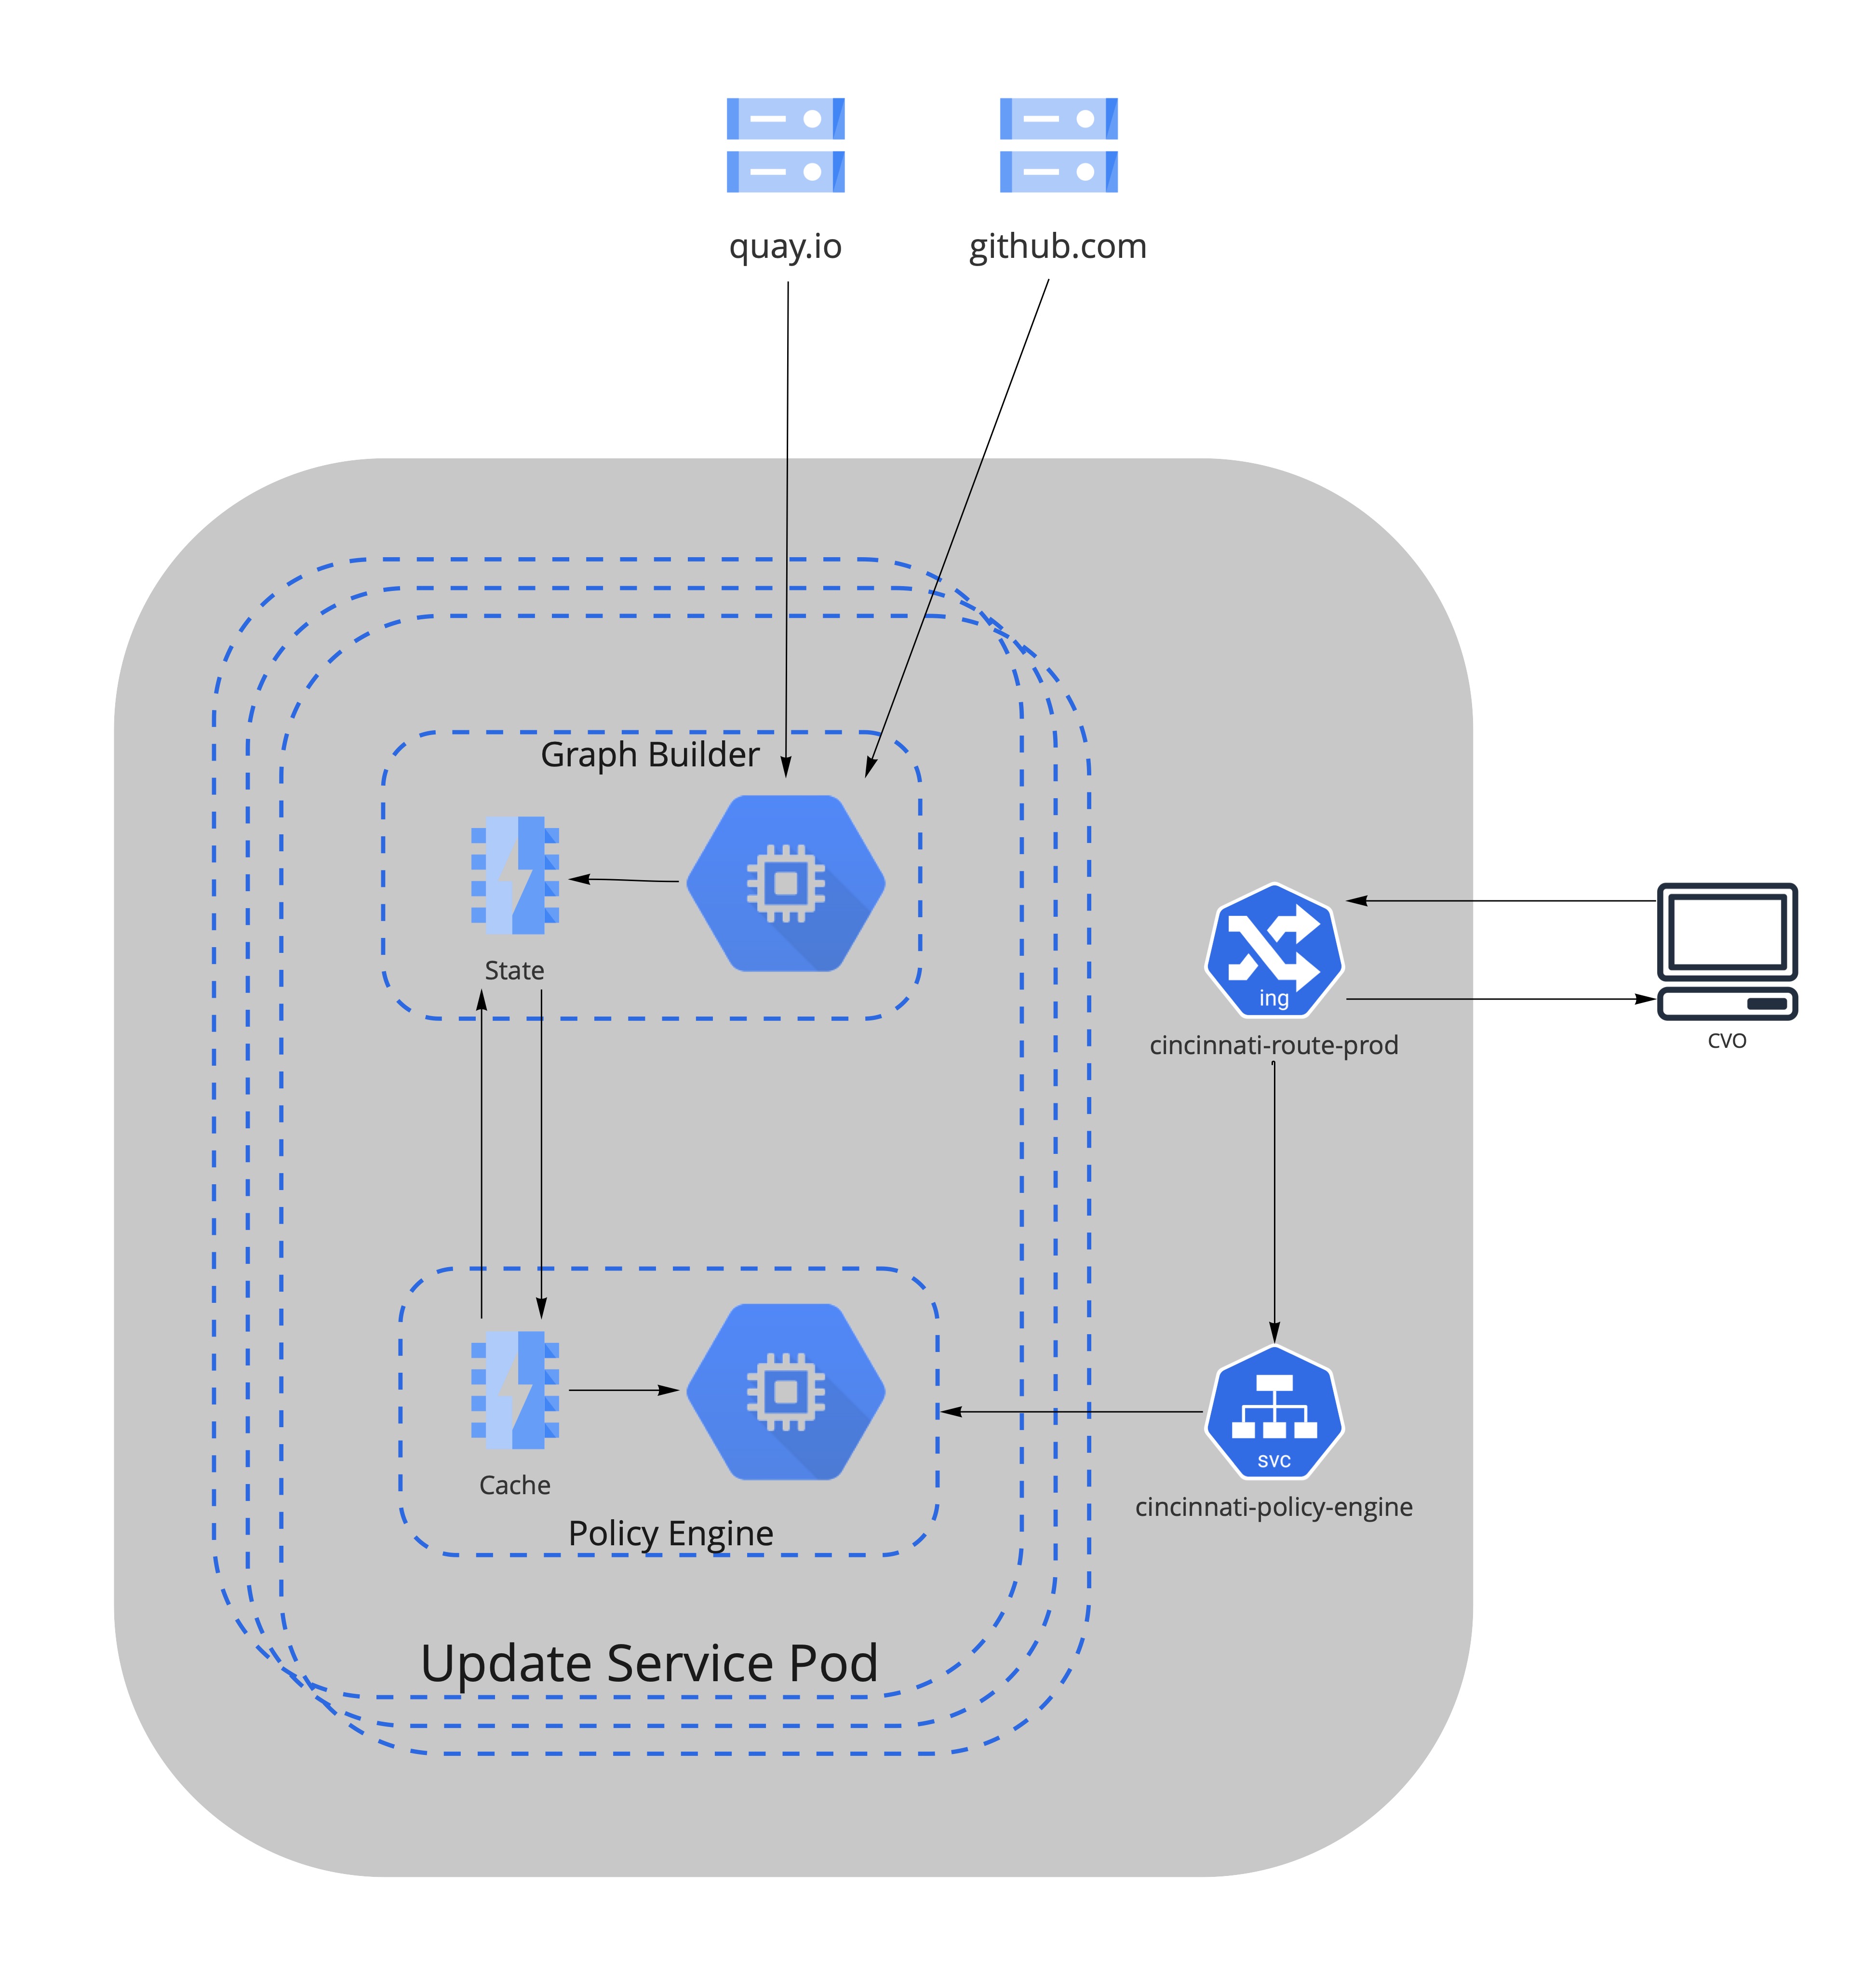 quay.io
github.com
Graph Builder
State
ing
cincinnati-route-prod
CVO
Cache
Policy Engine
svc
cincinnati-policy-engine
Update Service Pod